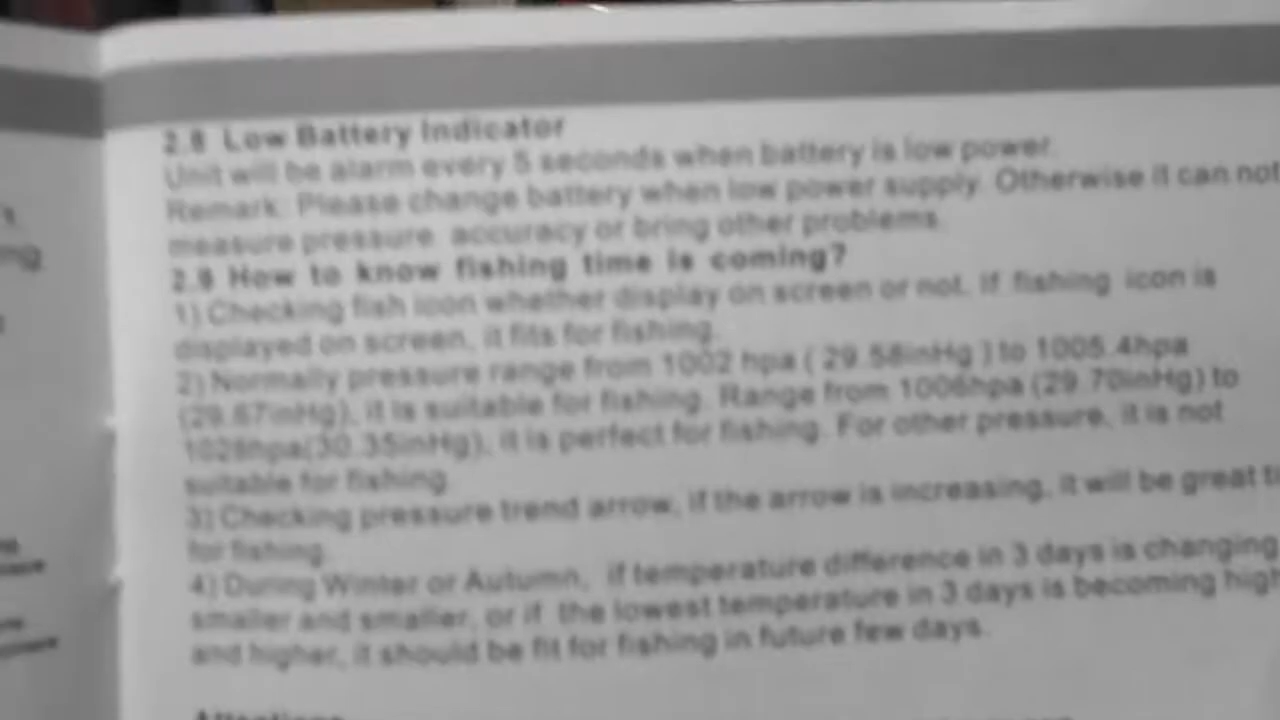 2.8 Low Battery Indicator
Unit will be alarm every 5 seconds when battery is low power.
Remark: Please change battery when low power supply. Otherwise it can not
measure pressure accuracy or bring other problems.
2.9 How to know fishing time is coming?
1) Checking fish icon whether display on screen or not. If fishing icon is
displayed on screen, it fits for fishing.
2) Normally pressure range from 1002 hpa ( 29.58inHg ) to 1005.4hpa
(29.67inHg), it is suitable for fishing. Range from 1006hpa (29.70inHg) to
1028hpa(30.35inHg), it is perfect for fishing. For other pressure, it is not
suitable for fishing.
3) Checking pressure trend arrow, if the arrow is increasing, it will be great
for fishing.
4) During Winter or Autumn, if temperature difference in 3 days is changing
smaller and smaller, or if the lowest temperature in 3 days is becoming high
and higher, it should be fit for fishing in future few days.